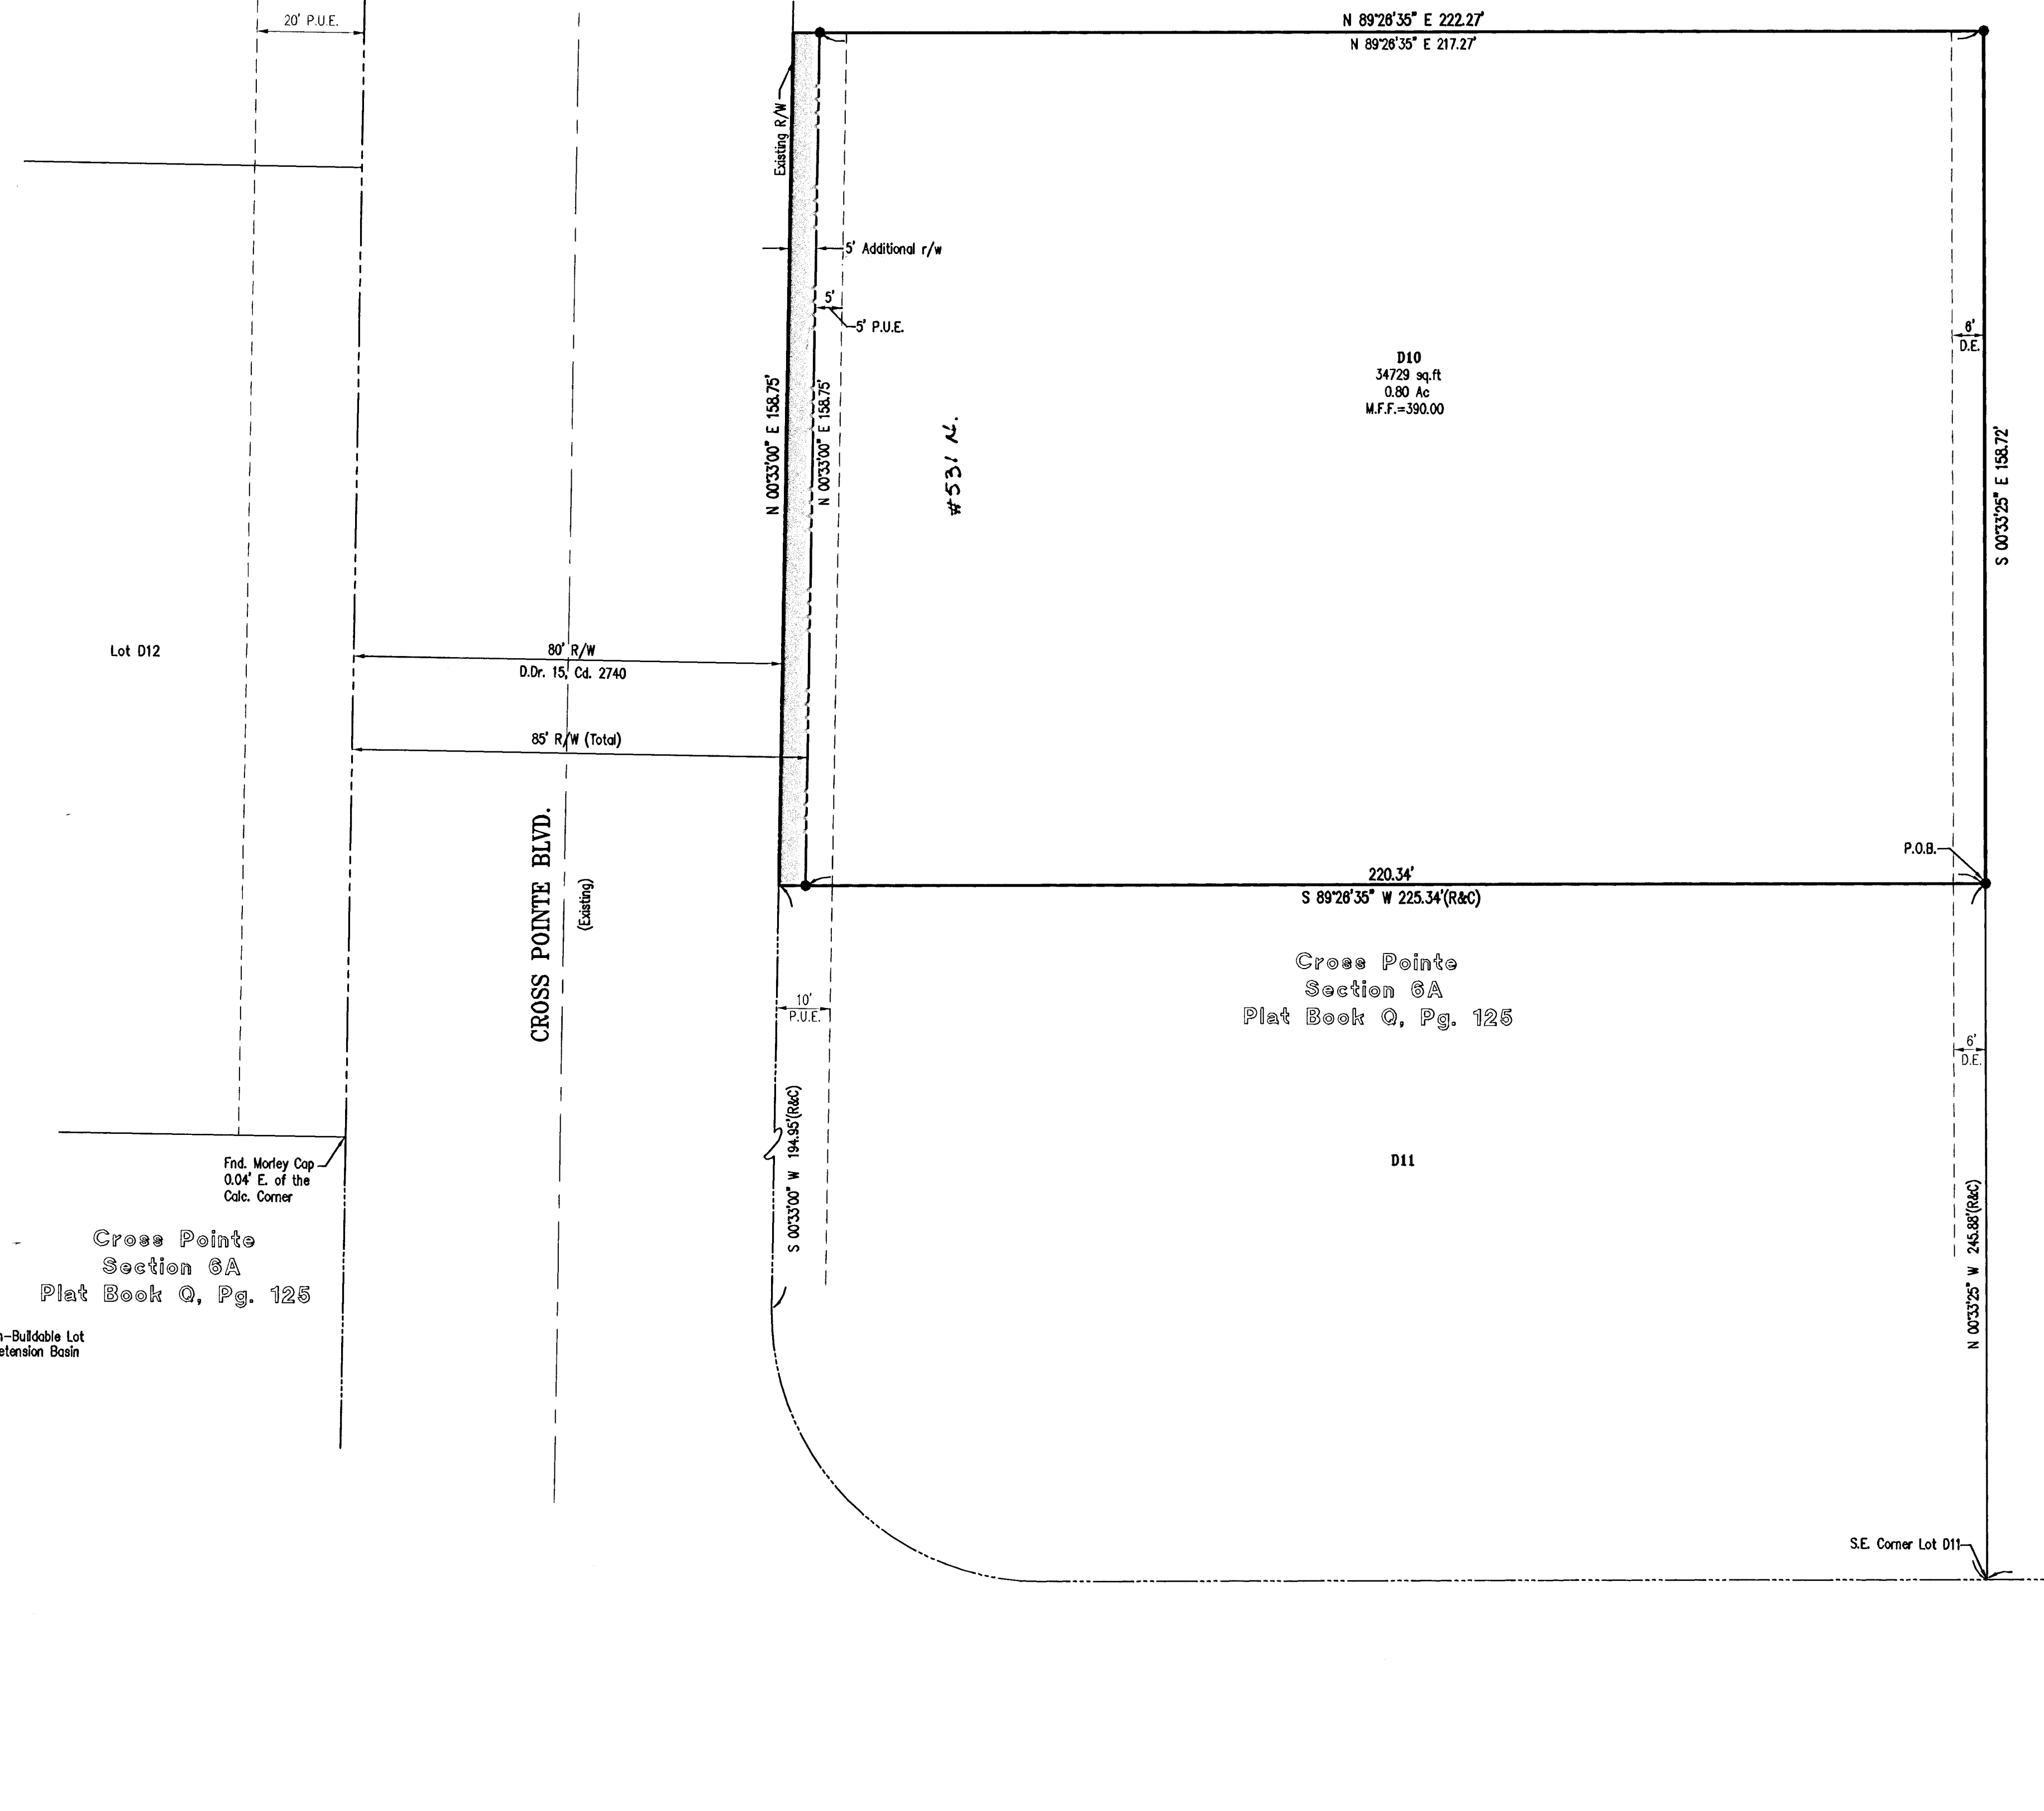 20' P.U.E.
N 89°26'35" E 222.27'
N 89°26'35" E 217.27'
Existing R/W
5' Additional r/w
5'
5' P.U.E.
6'
D.E.
D10
34729 sq.ft
0.80 Ac
M.F.F.=390.00
N 00°33'00" E 158.75'
N 00°33'00" E 158.75'
#531 N.
S 00°33'25" E 158.72'
Lot D12
80' R/W
D.Dr. 15, Cd. 2740
85' R/W (Total)
CROSS POINTE BLVD.
(Existing)
P.O.B.
220.34'
S 89°26'35" W 225.34'(R&C)
Cross Pointe
Section 6A
Plat Book Q, Pg. 125
10'
P.U.E.
6'
D.E.
S 00°33'00" W 194.95'(R&C)
D11
N 00°33'25" W 245.88'(R&C)
Fnd. Morley Cap
0.04' E. of the
Calc. Corner
Cross Pointe
Section 6A
Plat Book Q, Pg. 125
n-Buildable Lot
etension Basin
S.E. Corner Lot D11